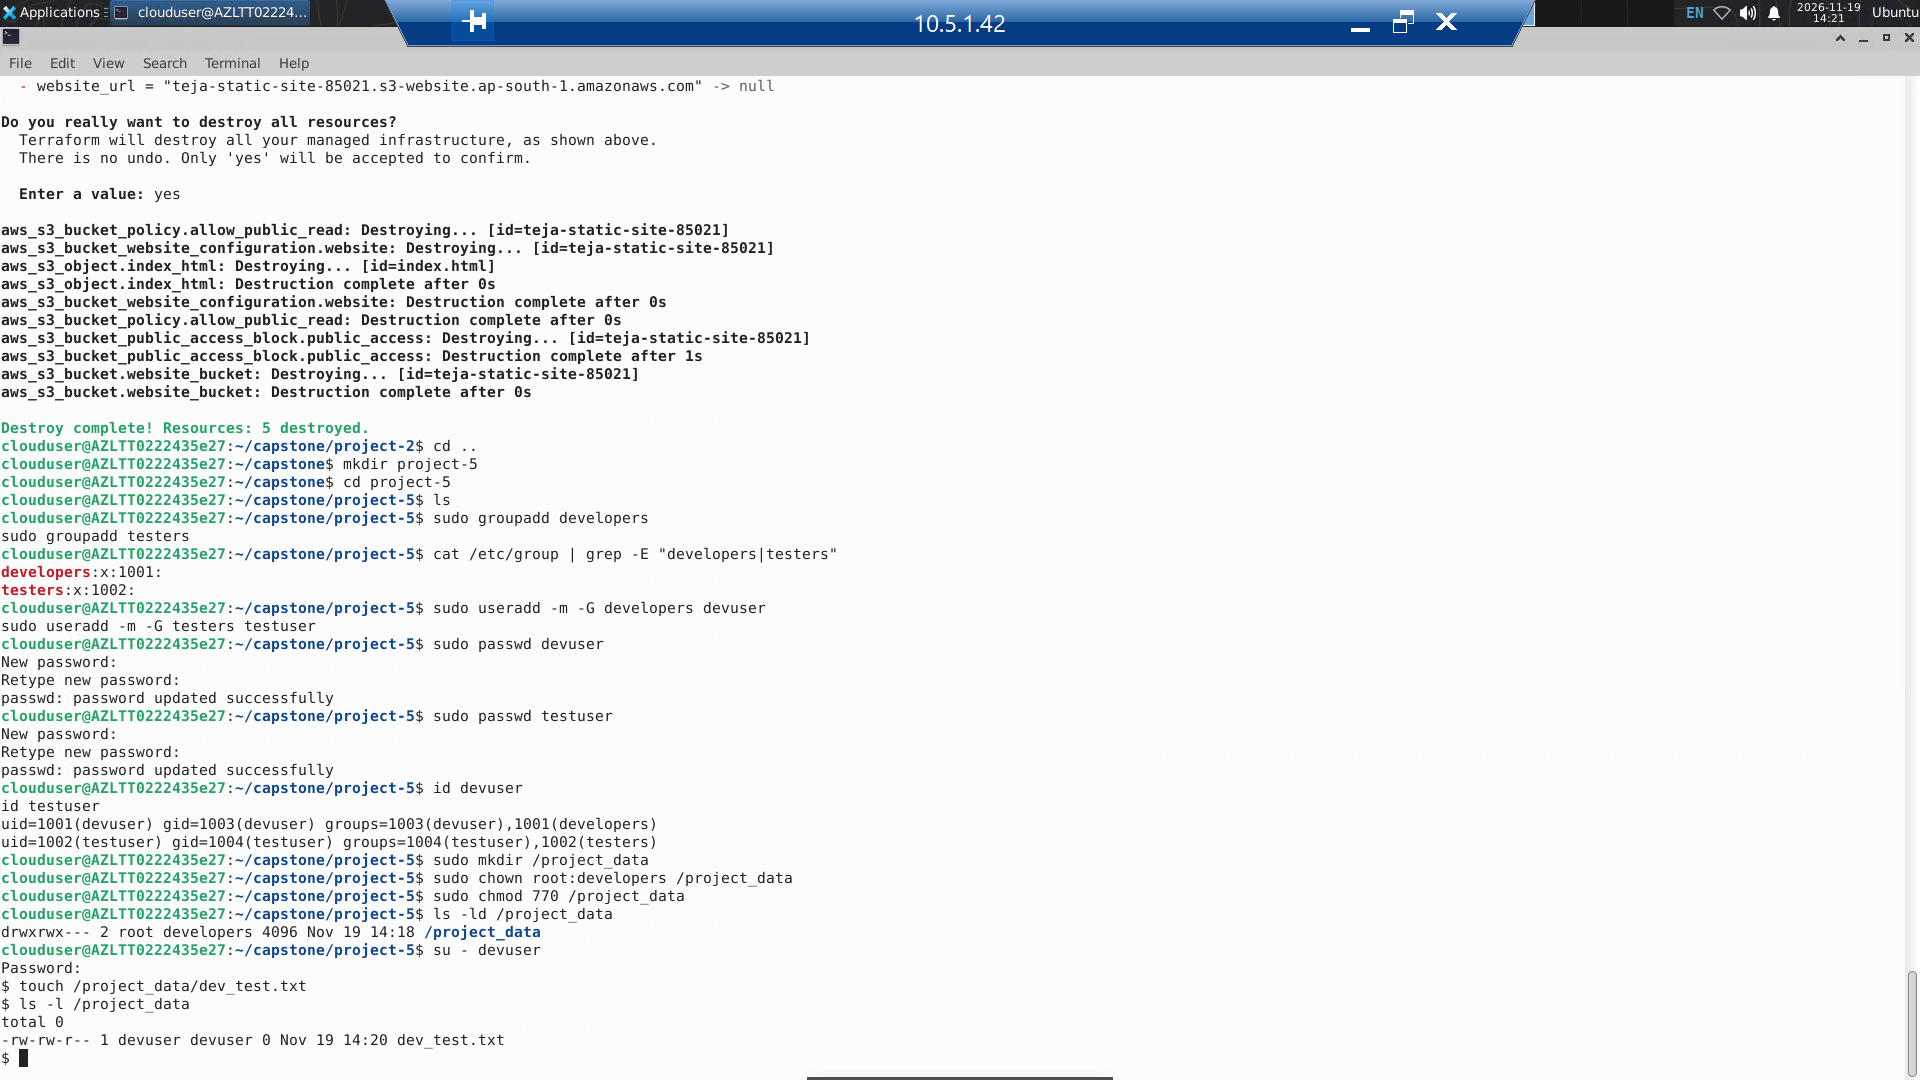 Applications
clouduser@AZLTT02224...
10.5.1.42
EN
2026-11-19
14:21
Ubuntu
File Edit View Search Terminal Help
- website_url = "teja-static-site-85021.s3-website.ap-south-1.amazonaws.com" -> null
Do you really want to destroy all resources?
Terraform will destroy all your managed infrastructure, as shown above.
There is no undo. Only 'yes' will be accepted to confirm.
Enter a value: yes
aws_s3_bucket_policy.allow_public_read: Destroying... [id=teja-static-site-85021]
aws_s3_bucket_website_configuration.website: Destroying... [id=teja-static-site-85021]
aws_s3_object.index_html: Destroying... [id=index.html]
aws_s3_object.index_html: Destruction complete after 0s
aws_s3_bucket_website_configuration.website: Destruction complete after 0s
aws_s3_bucket_policy.allow_public_read: Destruction complete after 0s
aws_s3_bucket_public_access_block.public_access: Destroying... [id=teja-static-site-85021]
aws_s3_bucket_public_access_block.public_access: Destruction complete after 1s
aws_s3_bucket.website_bucket: Destroying... [id=teja-static-site-85021]
aws_s3_bucket.website_bucket: Destruction complete after 0s
Destroy complete! Resources: 5 destroyed.
clouduser@AZLTT0222435e27:~/capstone/project-2$ cd ..
clouduser@AZLTT0222435e27:~/capstone$ mkdir project-5
clouduser@AZLTT0222435e27:~/capstone$ cd project-5
clouduser@AZLTT0222435e27:~/capstone/project-5$ ls
clouduser@AZLTT0222435e27:~/capstone/project-5$ sudo groupadd developers
sudo groupadd testers
clouduser@AZLTT0222435e27:~/capstone/project-5$ cat /etc/group | grep -E "developers|testers"
developers:x:1001:
testers:x:1002:
clouduser@AZLTT0222435e27:~/capstone/project-5$ sudo useradd -m -G developers devuser
sudo useradd -m -G testers testuser
clouduser@AZLTT0222435e27:~/capstone/project-5$ sudo passwd devuser
New password:
Retype new password:
passwd: password updated successfully
clouduser@AZLTT0222435e27:~/capstone/project-5$ sudo passwd testuser
New password:
Retype new password:
passwd: password updated successfully
clouduser@AZLTT0222435e27:~/capstone/project-5$ id devuser
id testuser
uid=1001(devuser) gid=1003(devuser) groups=1003(devuser),1001(developers)
uid=1002(testuser) gid=1004(testuser) groups=1004(testuser),1002(testers)
clouduser@AZLTT0222435e27:~/capstone/project-5$ sudo mkdir /project_data
clouduser@AZLTT0222435e27:~/capstone/project-5$ sudo chown root:developers /project_data
clouduser@AZLTT0222435e27:~/capstone/project-5$ sudo chmod 770 /project_data
clouduser@AZLTT0222435e27:~/capstone/project-5$ ls -ld /project_data
drwxrwx--- 2 root developers 4096 Nov 19 14:18 /project_data
clouduser@AZLTT0222435e27:~/capstone/project-5$ su - devuser
Password:
$ touch /project_data/dev_test.txt
$ ls -l /project_data
total 0
-rw-rw-r-- 1 devuser devuser 0 Nov 19 14:20 dev_test.txt
$